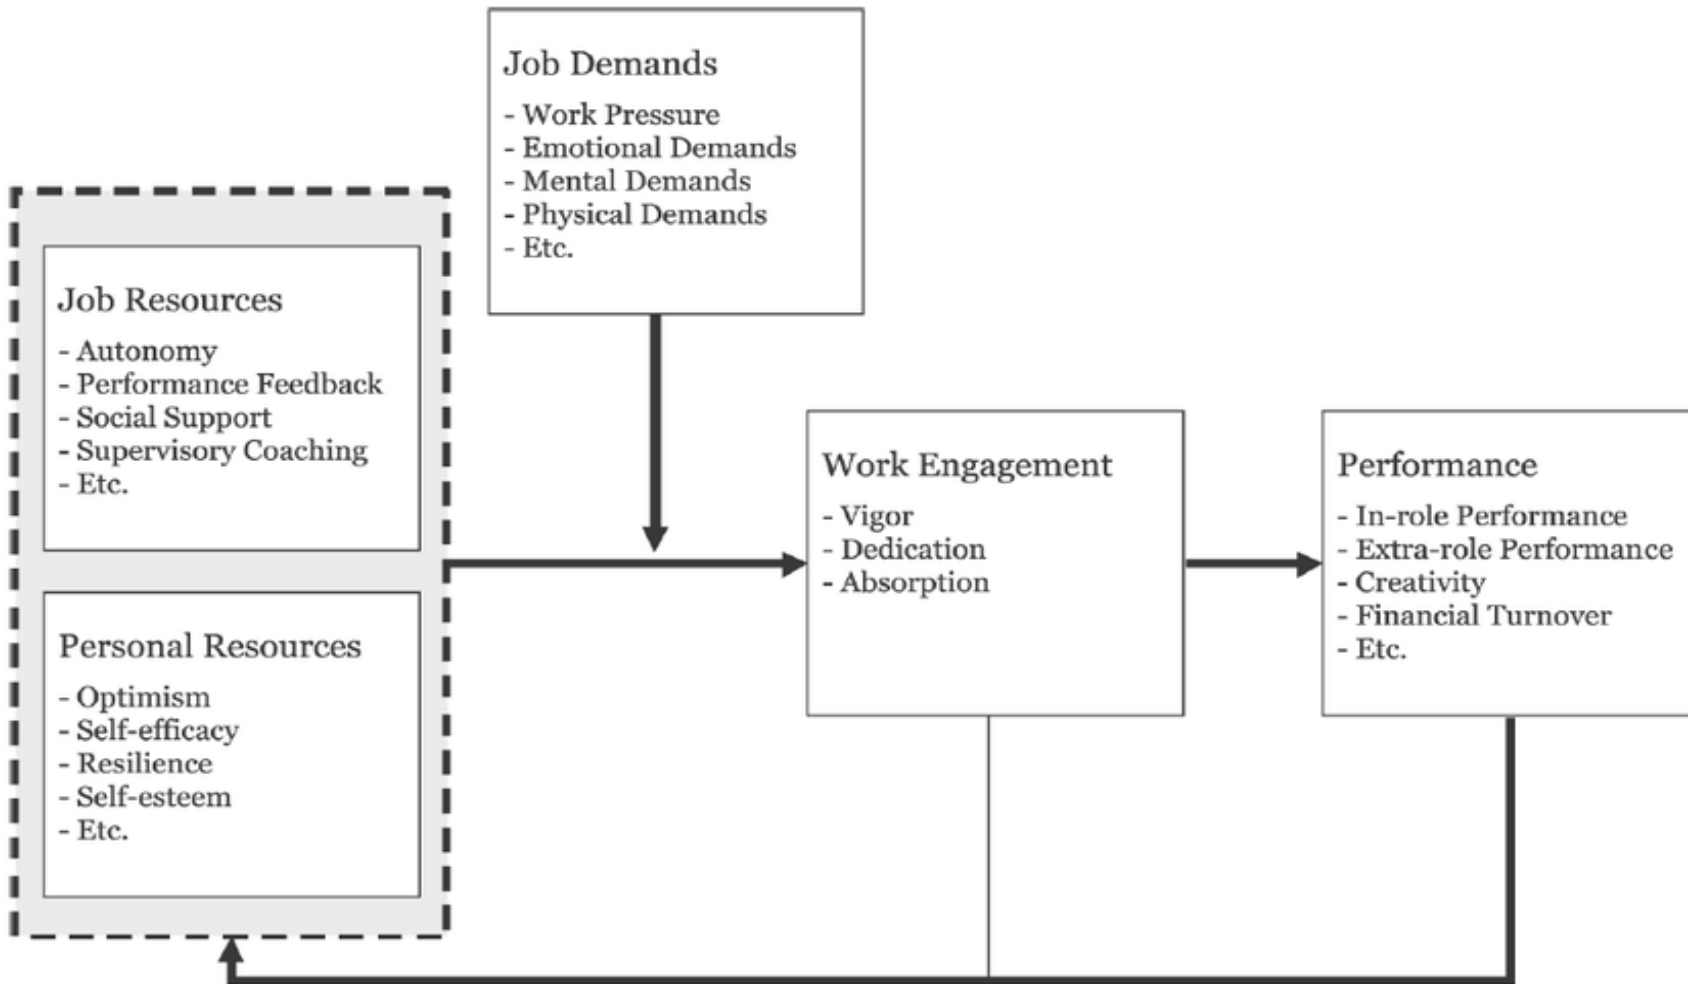 Job Demands
- Work Pressure
- Emotional Demands
- Mental Demands
- Physical Demands
- Etc.
Job Resources
- Autonomy
- Performance Feedback
- Social Support
- Supervisory Coaching
- Etc.
Personal Resources
- Optimism
- Self-efficacy
- Resilience
- Self-esteem
- Etc.
Work Engagement
- Vigor
- Dedication
- Absorption
Performance
- In-role Performance
- Extra-role Performance
- Creativity
- Financial Turnover
- Etc.